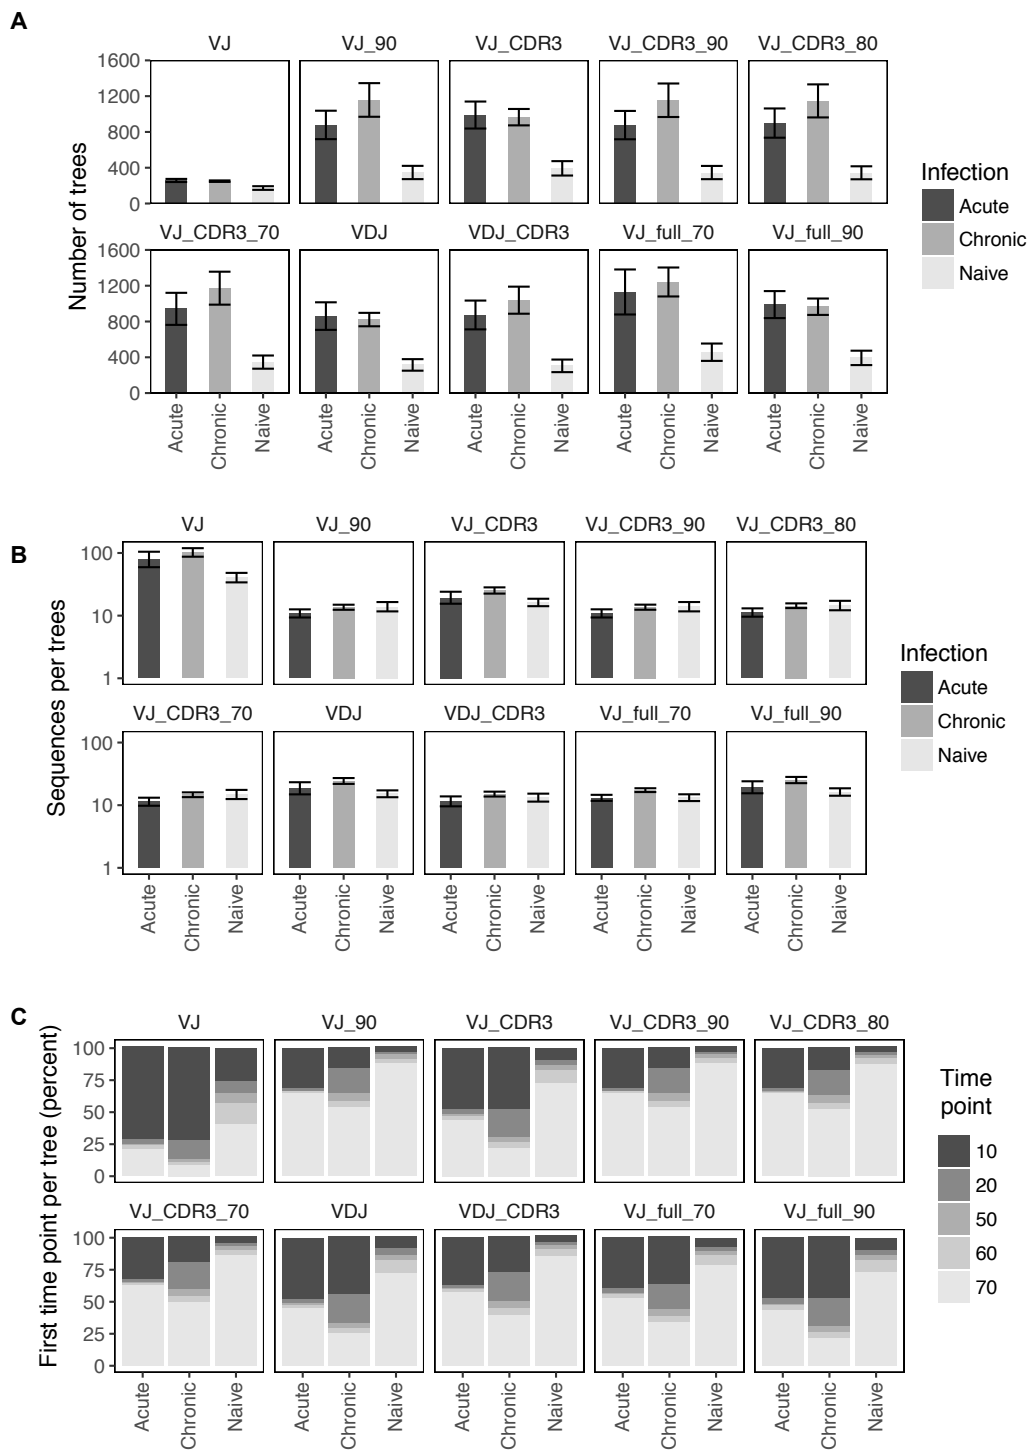 A
VJ VJ_90 VJ_CDR3 VJ_CDR3_90 VJ_CDR3_80
1600
1200
800
400
0
VJ_CDR3_70 VDJ VDJ_CDR3 VJ_full_70 VJ_full_90
1600
1200
800
400
0
Number of trees
Acute Chronic Naive Acute Chronic Naive Acute Chronic Naive Acute Chronic Naive Acute Chronic Naive
Infection
Acute
Chronic
Naive
B
VJ VJ_90 VJ_CDR3 VJ_CDR3_90 VJ_CDR3_80
100
10
1
VJ_CDR3_70 VDJ VDJ_CDR3 VJ_full_70 VJ_full_90
100
10
1
Sequences per trees
Acute Chronic Naive Acute Chronic Naive Acute Chronic Naive Acute Chronic Naive Acute Chronic Naive
Infection
Acute
Chronic
Naive
C
VJ VJ_90 VJ_CDR3 VJ_CDR3_90 VJ_CDR3_80
100
75
50
25
0
VJ_CDR3_70 VDJ VDJ_CDR3 VJ_full_70 VJ_full_90
100
75
50
25
0
First time point per tree (percent)
Acute Chronic Naive Acute Chronic Naive Acute Chronic Naive Acute Chronic Naive Acute Chronic Naive
Time
point
10
20
50
60
70